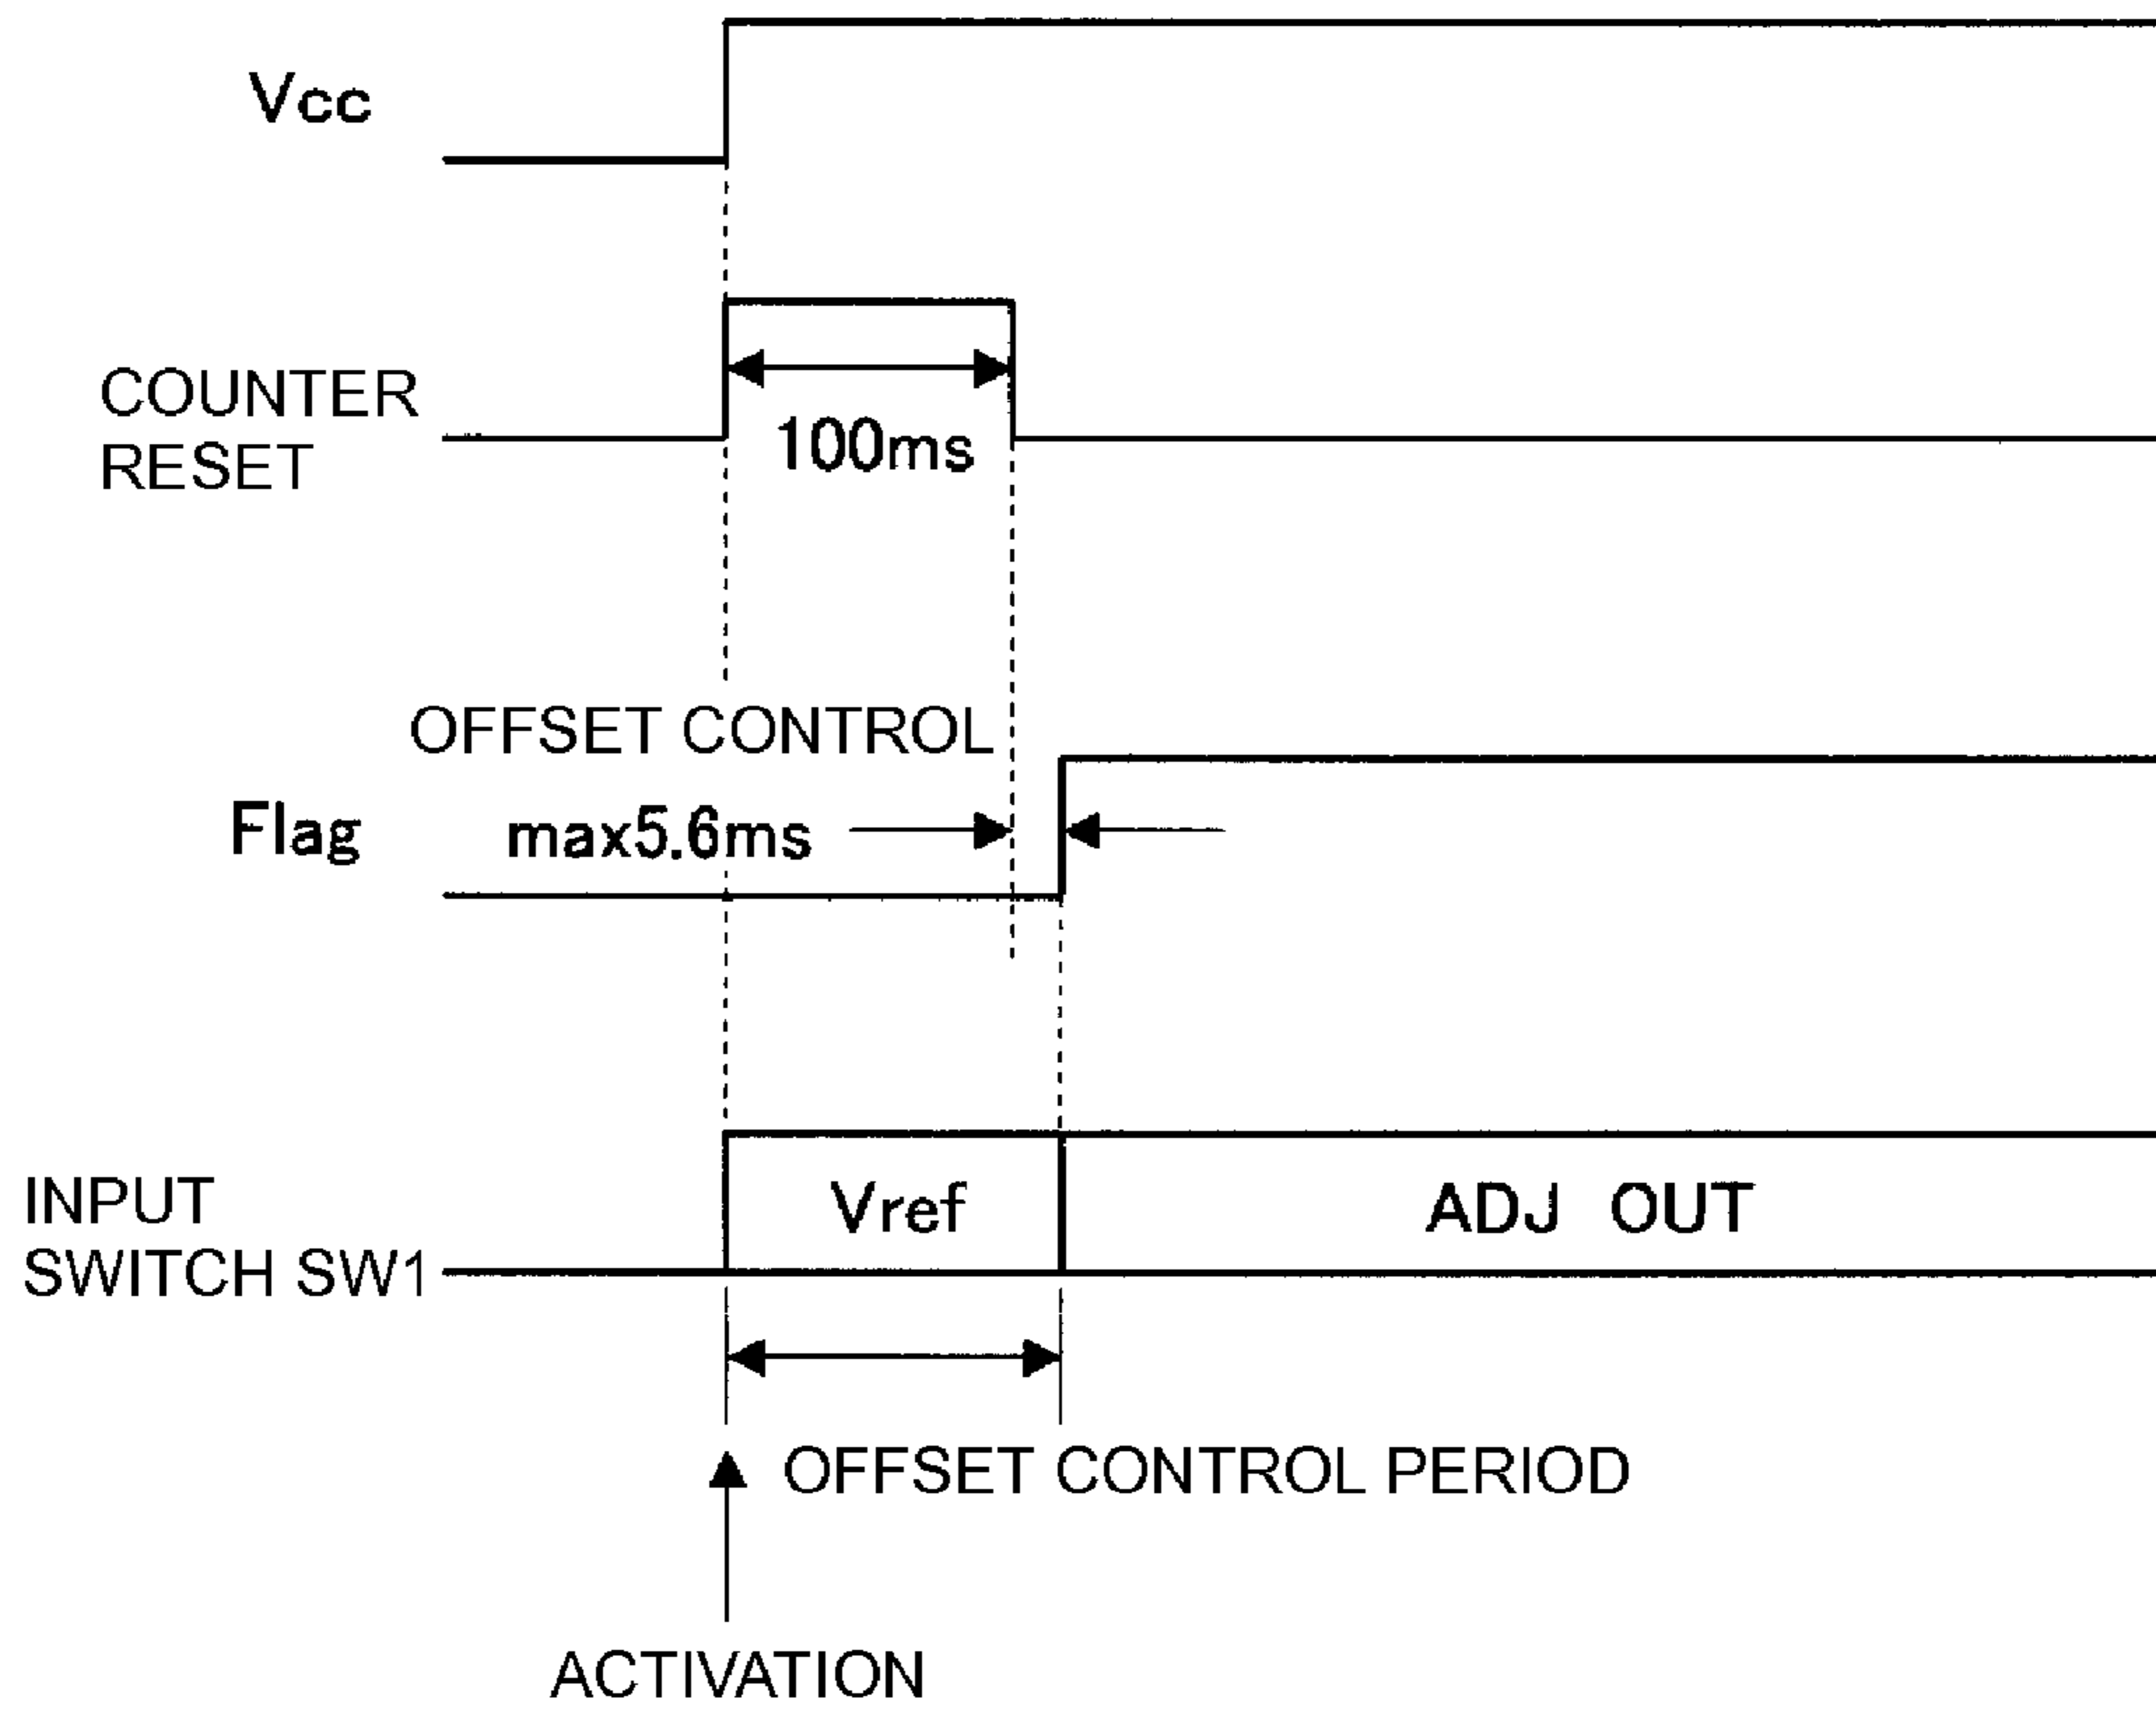 Vcc
COUNTER
RESET
100ms
OFFSET CONTROL
Flag
max5.6ms
INPUT
SWITCH SW1
Vref
ADJ OUT
OFFSET CONTROL PERIOD
ACTIVATION